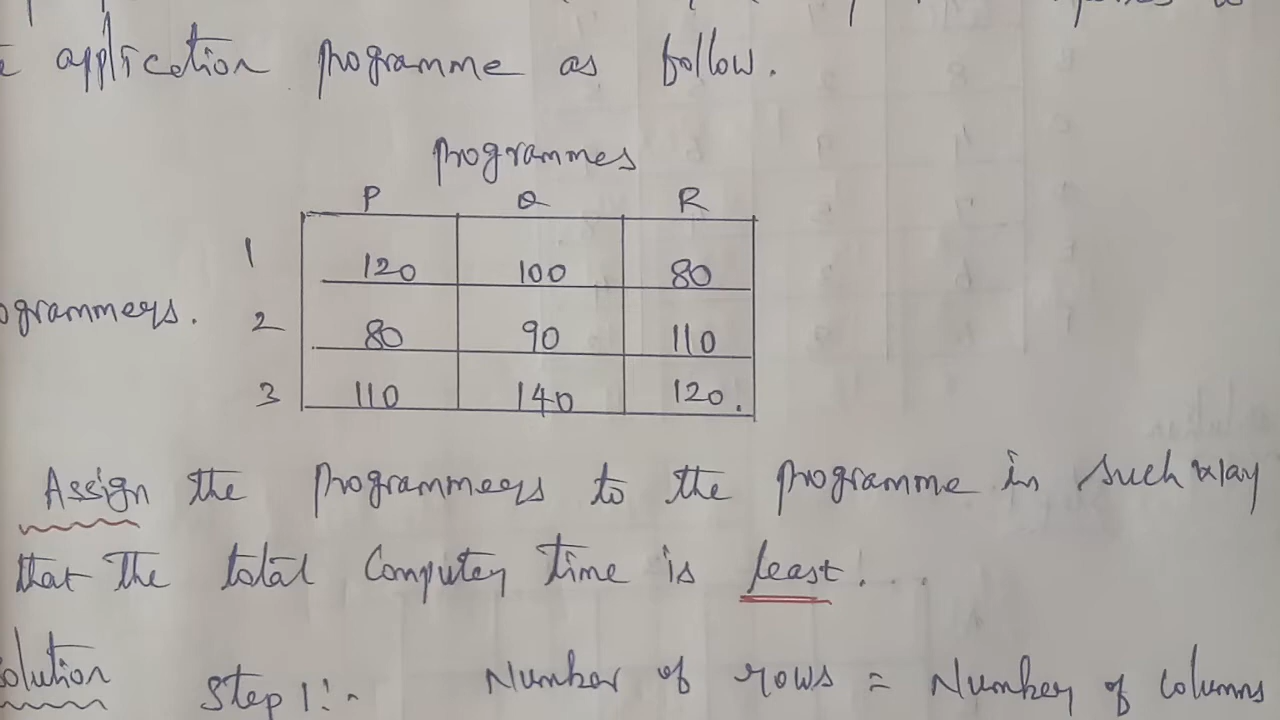 application programme as follow.
programmes
P Q R
1 120 100 80
2 80 90 110
ogrammers.
3 110 140 120.
Assign the programmers to the programme in such way
that the total Computer time is least...
solution Step 1:- Number of rows = Number of columns